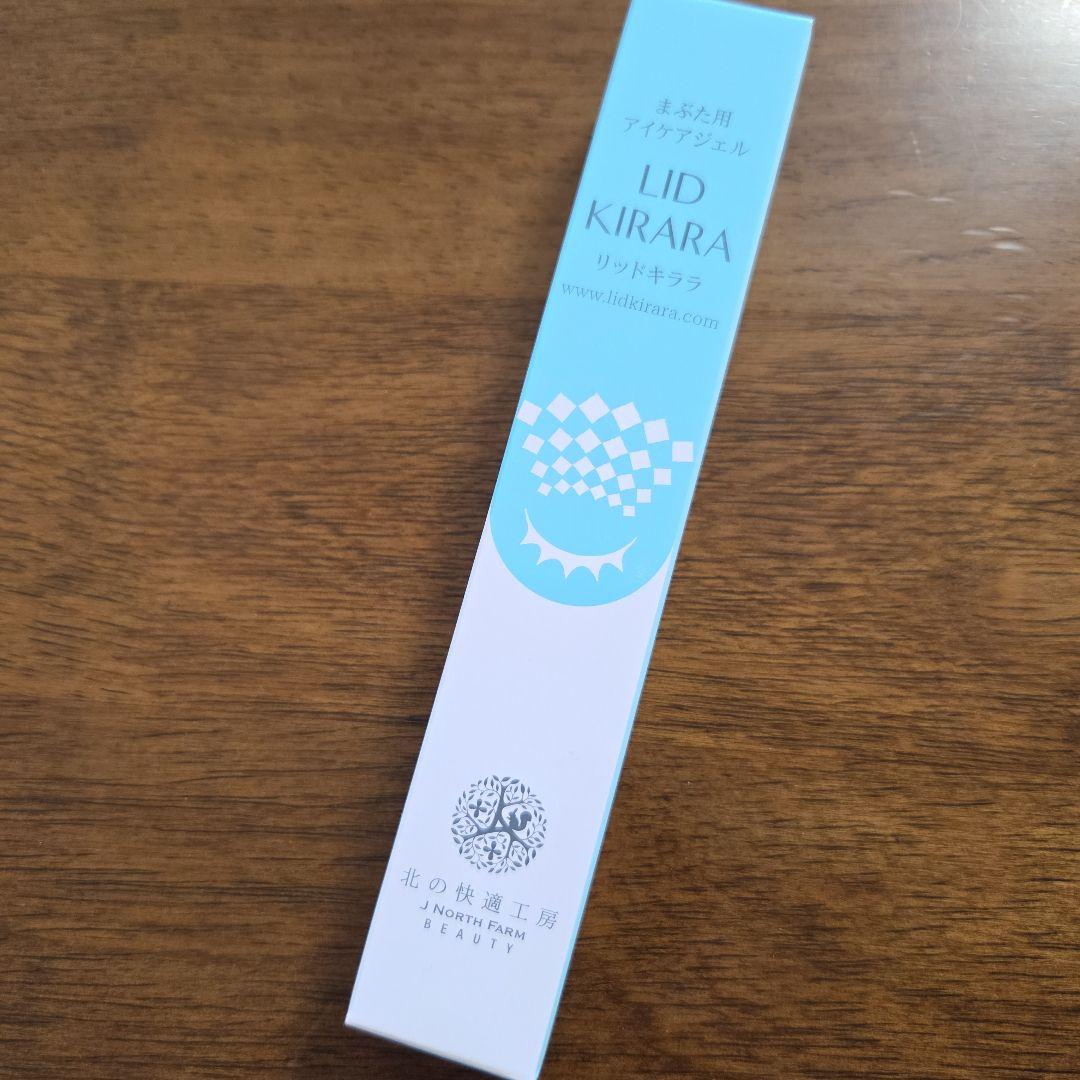 まぶた用
アイケアジェル
LID
KIRARA
リッドキララ
www.lidkirara.com
北の快適工房
J NORTH FARM
BEAUTY